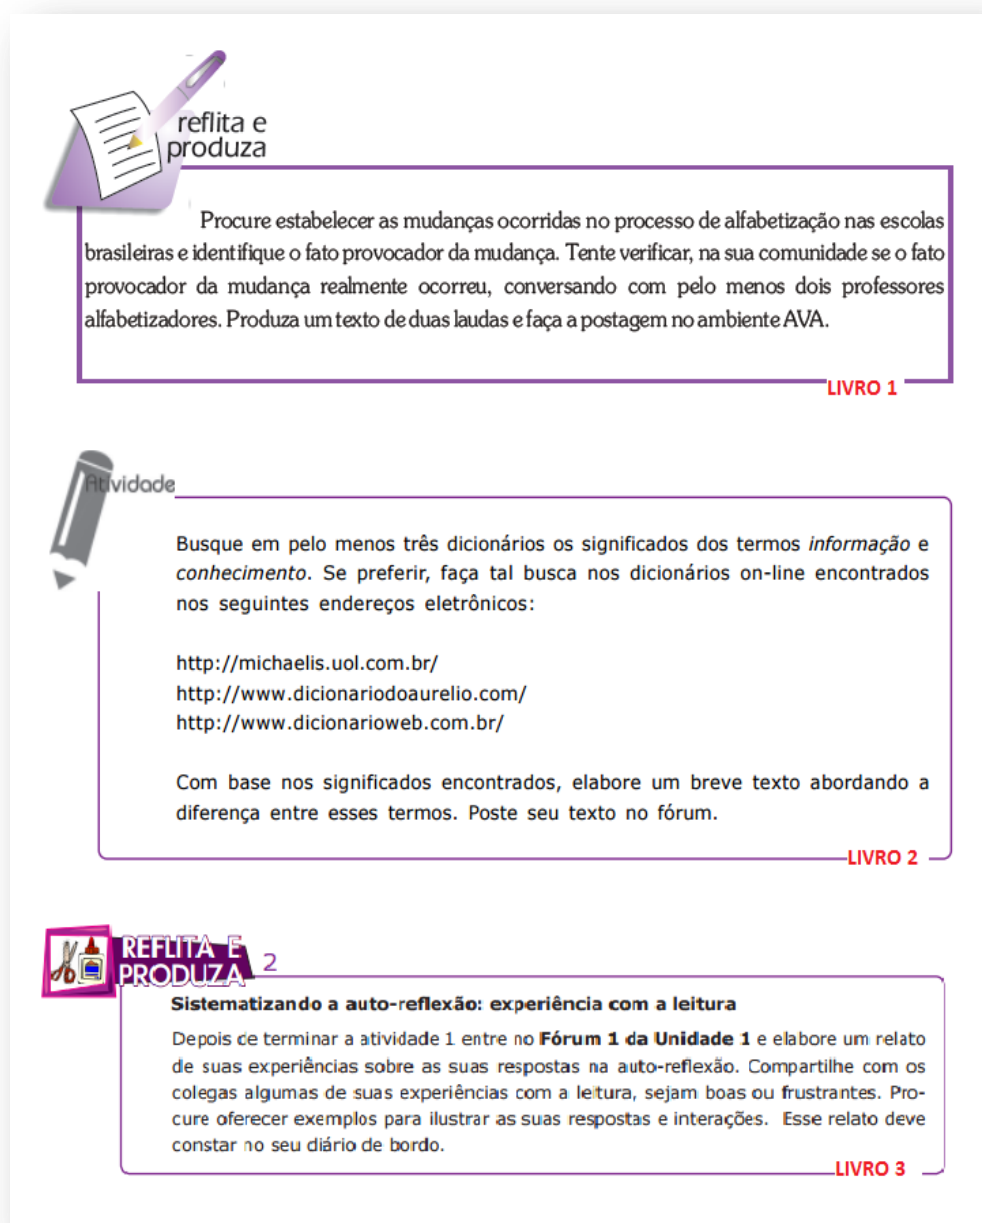 reflita e
produza
Procure estabelecer as mudanças ocorridas no processo de alfabetização nas escolas
brasileiras e identifique o fato provocador da mudança. Tente verificar, na sua comunidade se o fato
provocador da mudança realmente ocorreu, conversando com pelo menos dois professores
alfabetizadores. Produza um texto de duas laudas e faça a postagem no ambiente AVA.
LIVRO 1
Atividade
Busque em pelo menos três dicionários os significados dos termos informação e
conhecimento. Se preferir, faça tal busca nos dicionários on-line encontrados
nos seguintes endereços eletrônicos:
http://michaelis.uol.com.br/
http://www.dicionariodoaurelio.com/
http://www.dicionarioweb.com.br/
Com base nos significados encontrados, elabore um breve texto abordando a
diferença entre esses termos. Poste seu texto no fórum.
LIVRO 2
REFLITA E
PRODUZA 2
Sistematizando a auto-reflexão: experiência com a leitura
Depois de terminar a atividade 1 entre no Fórum 1 da Unidade 1 e elabore um relato
de suas experiências sobre as suas respostas na auto-reflexão. Compartilhe com os
colegas algumas de suas experiências com a leitura, sejam boas ou frustrantes. Pro-
cure oferecer exemplos para ilustrar as suas respostas e interações. Esse relato deve
constar no seu diário de bordo.
LIVRO 3